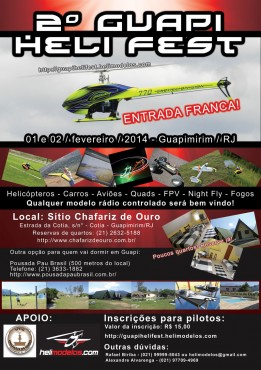 2º GUAPI
HELI FEST
http://guapihelifest.helimodelos.com
770
ENTRADA FRANCA!
01 e 02 / fevereiro / 2014 - Guapimirim / RJ
Helicópteros - Carros - Aviões - Quads - FPV - Night Fly - Fogos
Qualquer modelo rádio controlado será bem vindo!
Local: Sitio Chafariz de Ouro
Estrada da Cotia, s/nº - Cotia - Guapimirim/RJ
Reservas de quartos: (21) 2632-5188
http://www.chafarizdeouro.com.br/
Poucos quartos
Outra opção para quem vai dormir em Guapi:
Pousada Pau Brasil (500 metros do local)
Telefone: (21) 3633-1882
http://www.pousadapaubrasil.com.br/
APOIO:
helimodelos.com
Inscrições para pilotos:
Valor da inscrição: R$ 15,00
http://guapihelifest.helimodelos.com
Outras dúvidas: